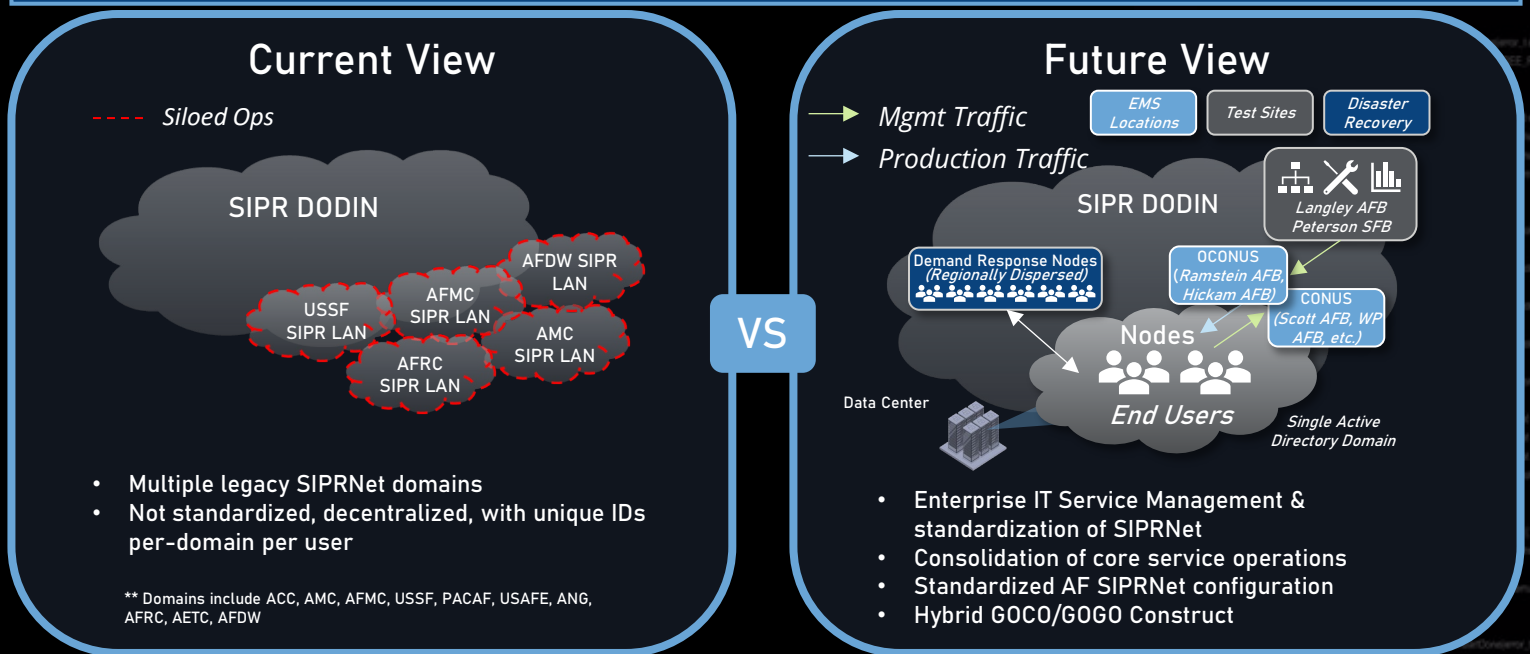 Current View
Siloed Ops
SIPR DODIN
AFDW SIPR
LAN
USSF
SIPR LAN
AFMC
SIPR LAN
AMC
SIPR LAN
AFRC
SIPR LAN
• Multiple legacy SIPRNet domains
• Not standardized, decentralized, with unique IDs
per-domain per user
** Domains include ACC, AMC, AFMC, USSF, PACAF, USAFE, ANG,
AFRC, AETC, AFDW
VS
Future View
Mgmt Traffic
Production Traffic
EMS
Locations
Test Sites
Disaster
Recovery
SIPR DODIN
Langley AFB
Peterson SFB
Demand Response Nodes
(Regionally Dispersed)
OCONUS
(Ramstein AFB,
Hickam AFB)
CONUS
(Scott AFB, WP
AFB, etc.)
Nodes
End Users
Data Center
Single Active
Directory Domain
• Enterprise IT Service Management &
standardization of SIPRNet
• Consolidation of core service operations
• Standardized AF SIPRNet configuration
• Hybrid GOCO/GOGO Construct